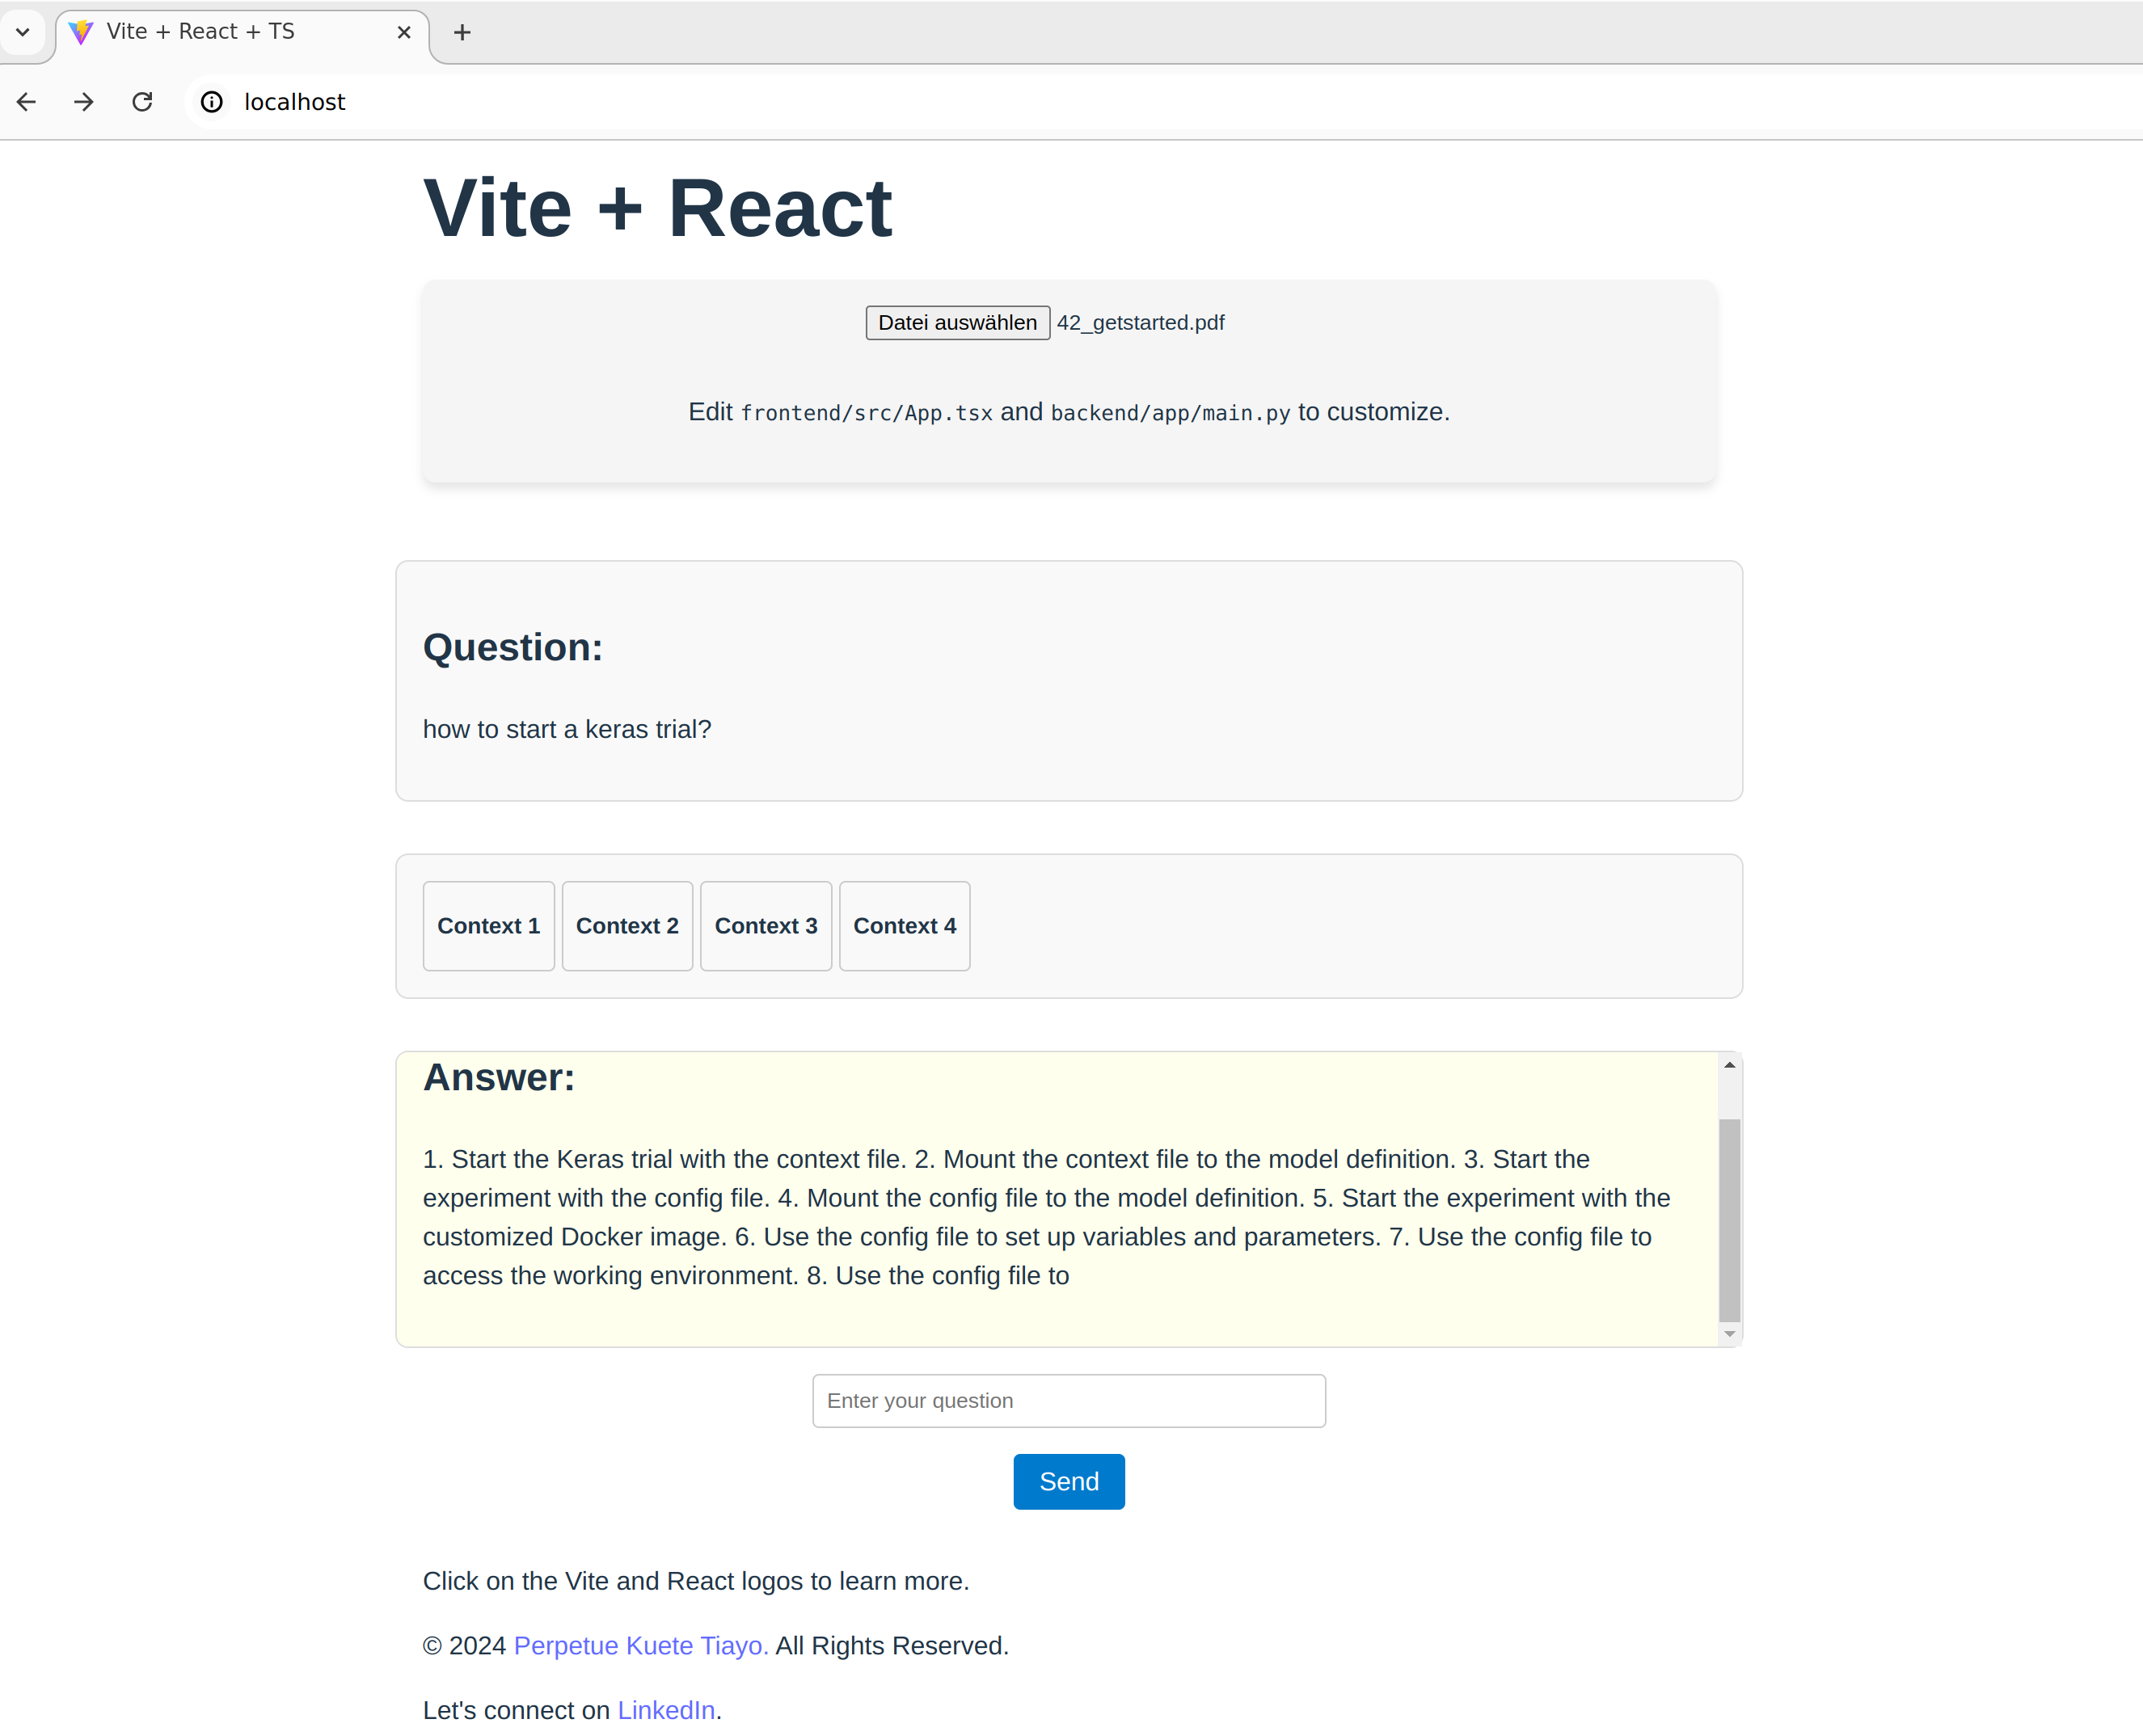 Vite + React + TS
localhost
Vite + React
Datei auswählen 42_getstarted.pdf
Edit frontend/src/App.tsx and backend/app/main.py to customize.
Question:
how to start a keras trial?
Context 1 Context 2 Context 3 Context 4
Answer:
1. Start the Keras trial with the context file. 2. Mount the context file to the model definition. 3. Start the
experiment with the config file. 4. Mount the config file to the model definition. 5. Start the experiment with the
customized Docker image. 6. Use the config file to set up variables and parameters. 7. Use the config file to
access the working environment. 8. Use the config file to
Enter your question
Send
Click on the Vite and React logos to learn more.
© 2024 Perpetue Kuete Tiayo. All Rights Reserved.
Let's connect on LinkedIn.